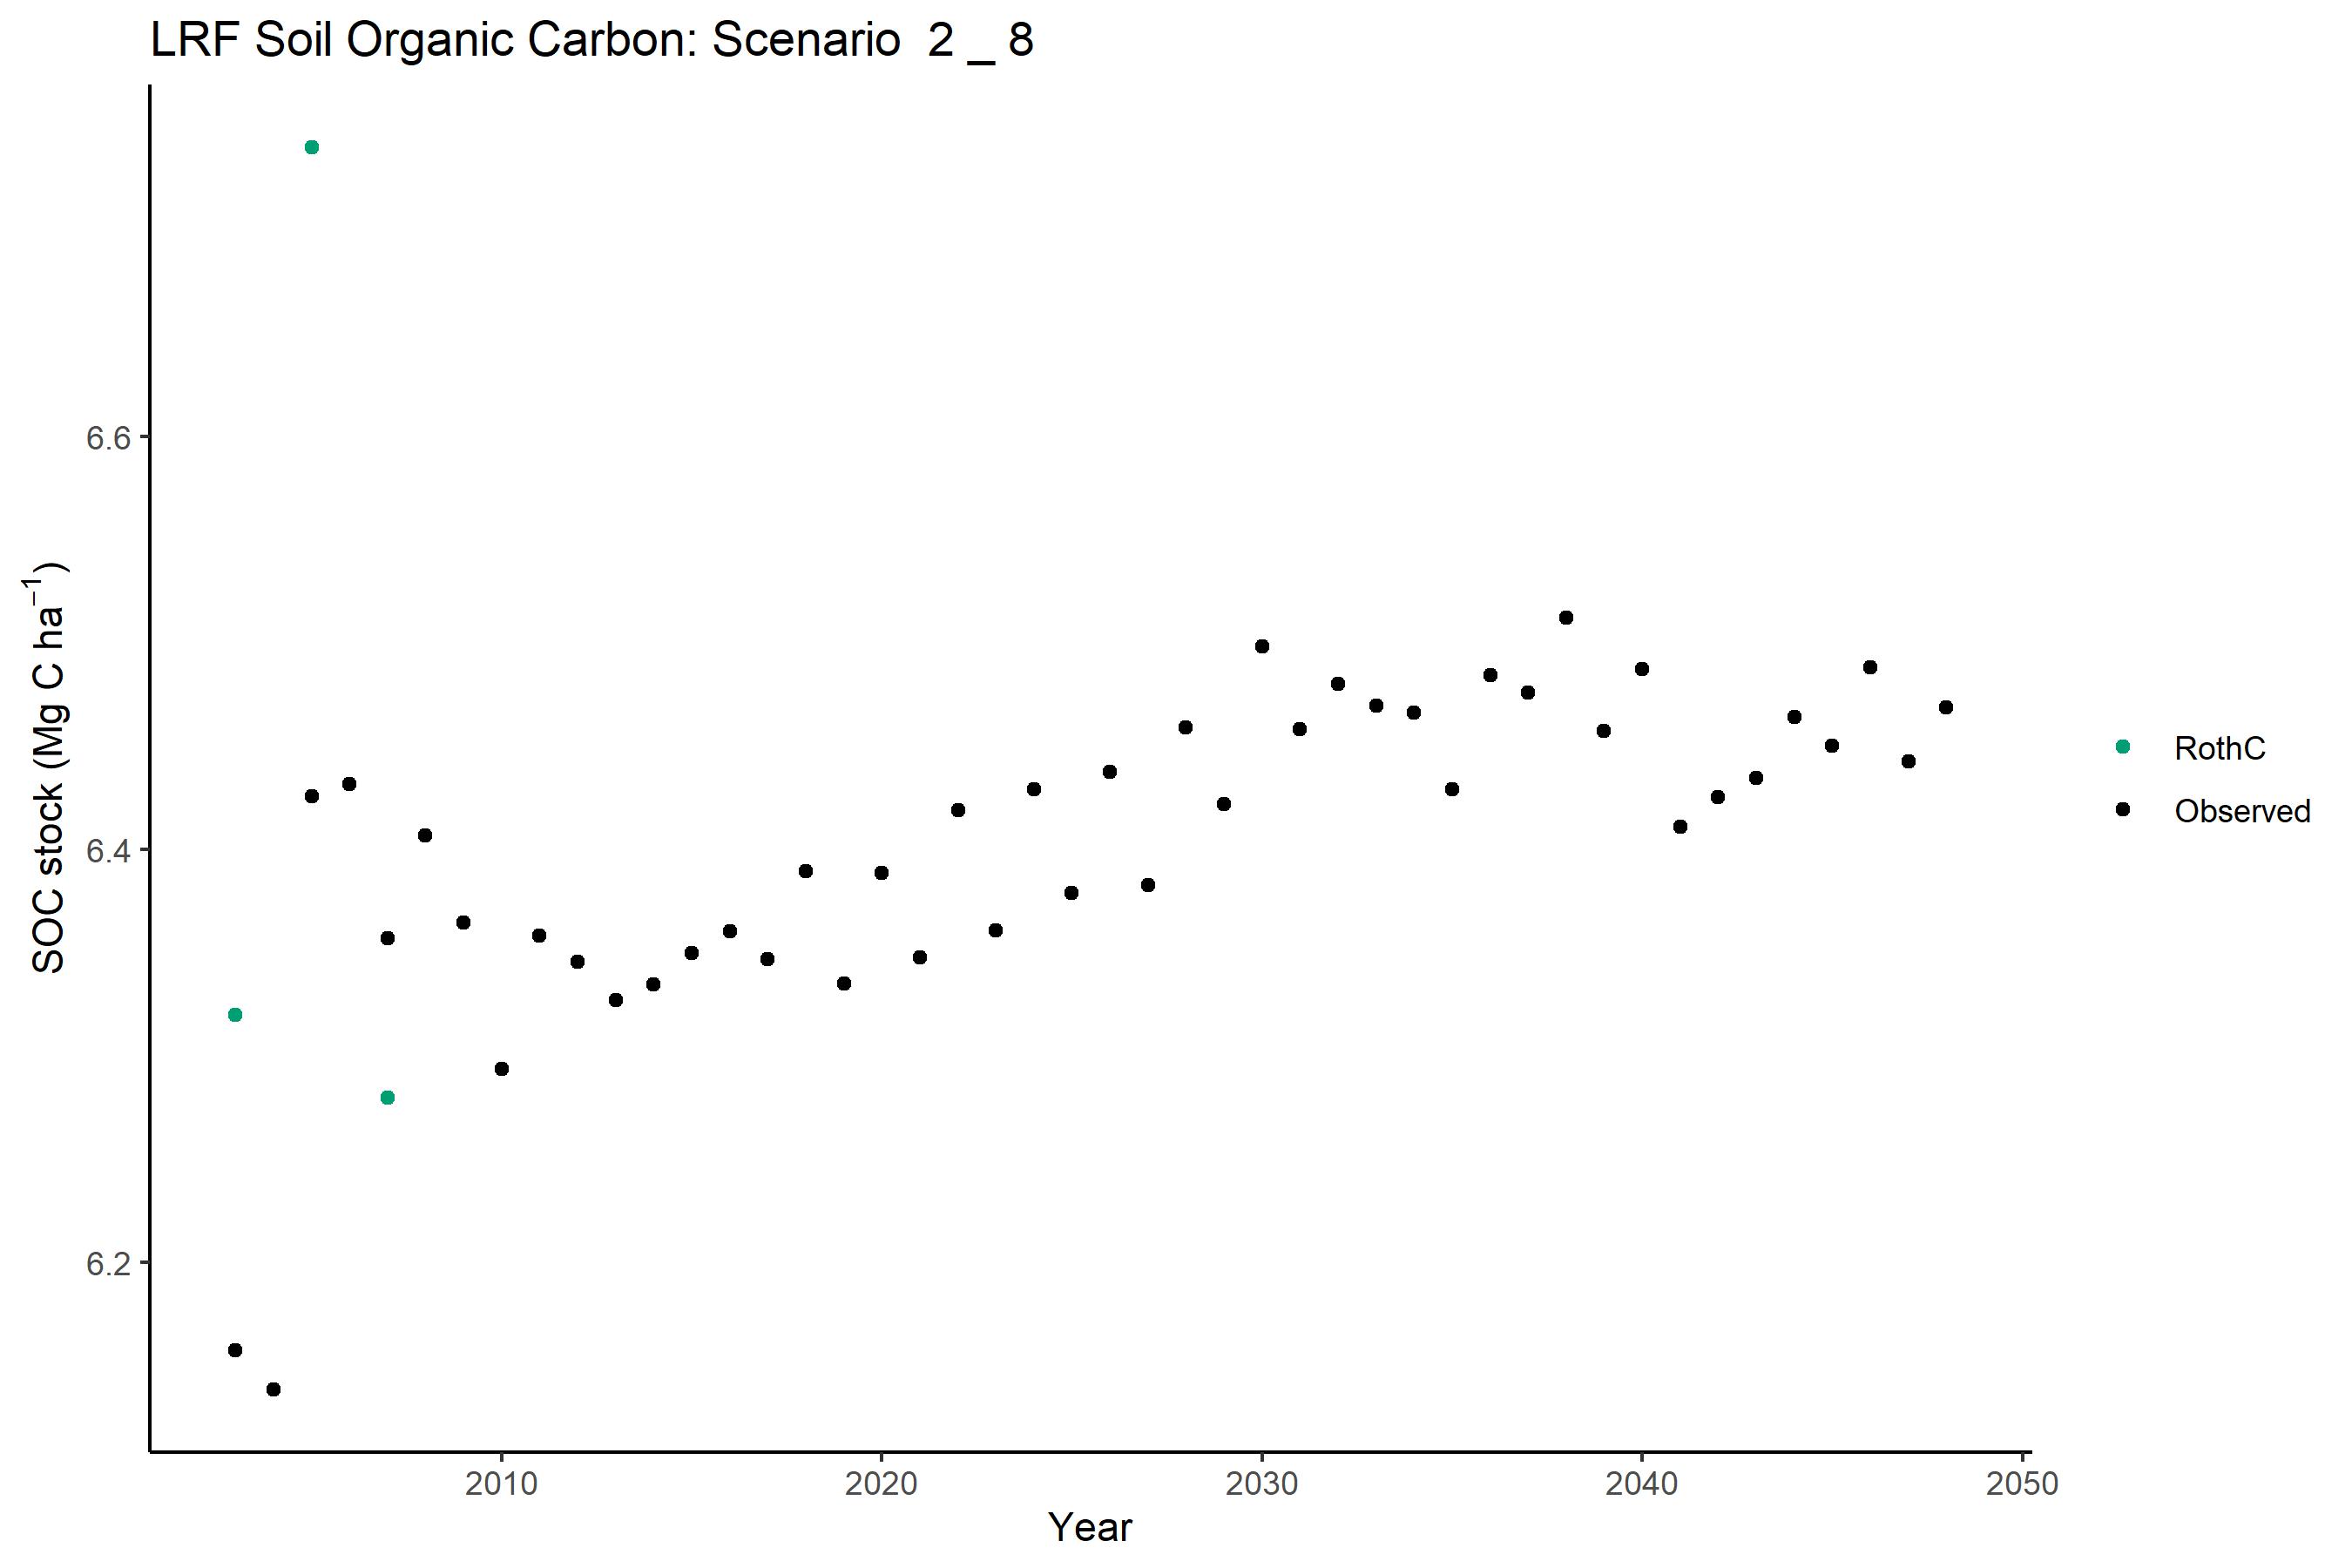 LRF Soil Organic Carbon: Scenario  2 _ 8
SOC stock (Mg C ha⁻¹)
6.6
6.4
6.2
2010
2020
2030
2040
2050
Year
RothC
Observed